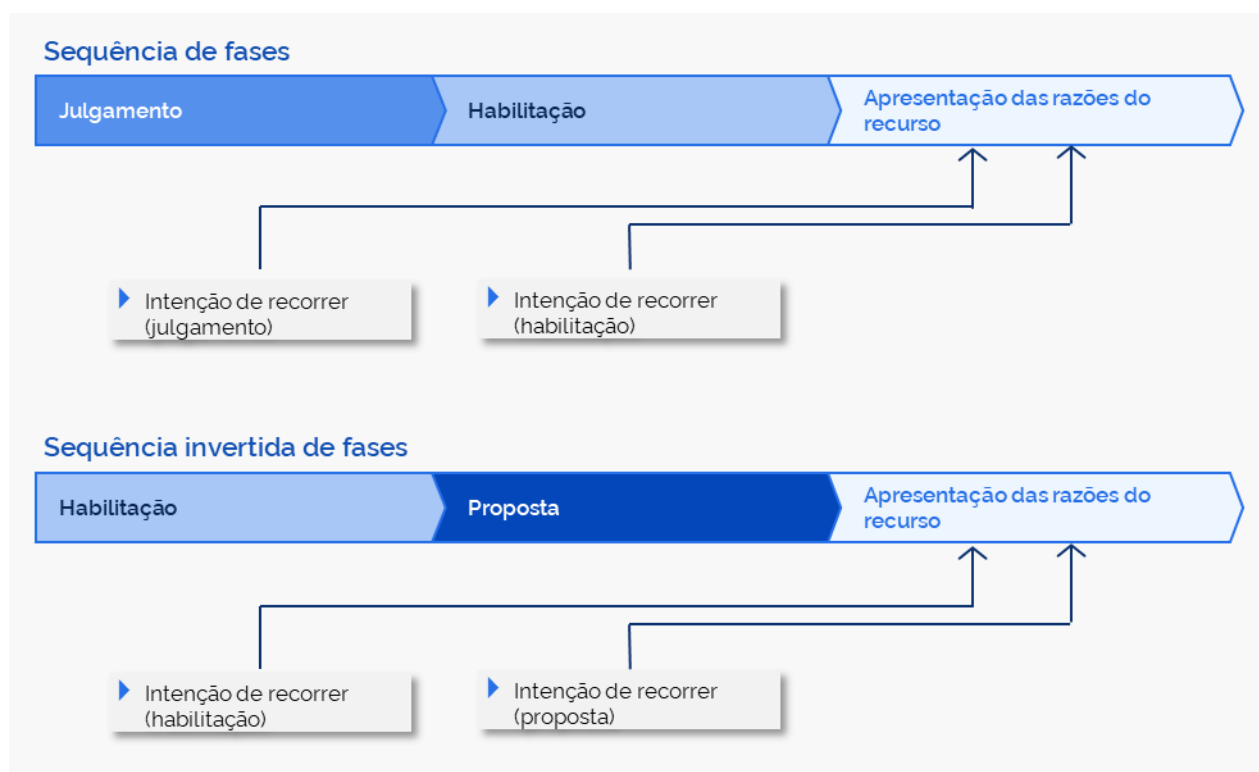 Sequência de fases
Julgamento
Habilitação
Apresentação das razões do
recurso
Intenção de recorrer
(julgamento)
Intenção de recorrer
(habilitação)
Sequência invertida de fases
Habilitação
Proposta
Apresentação das razões do
recurso
Intenção de recorrer
(habilitação)
Intenção de recorrer
(proposta)